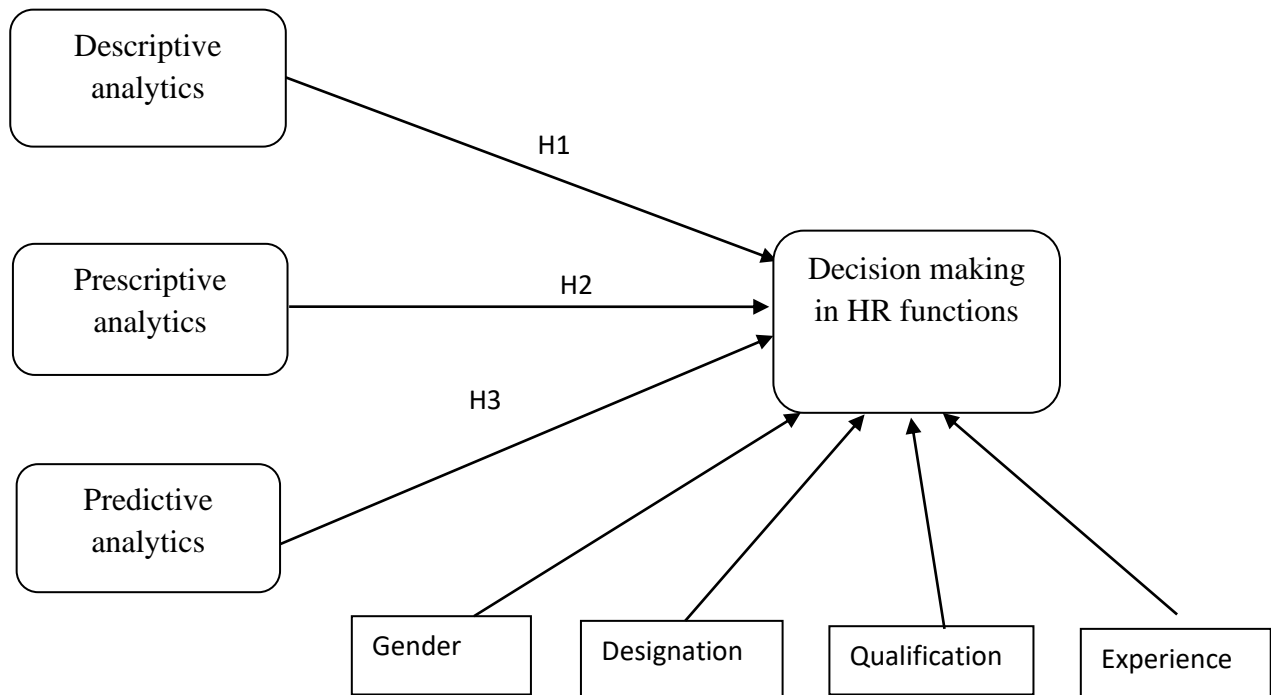 Descriptive
analytics
H1
Prescriptive
analytics
H2
Decision making
in HR functions
H3
Predictive
analytics
Gender
Designation
Qualification
Experience